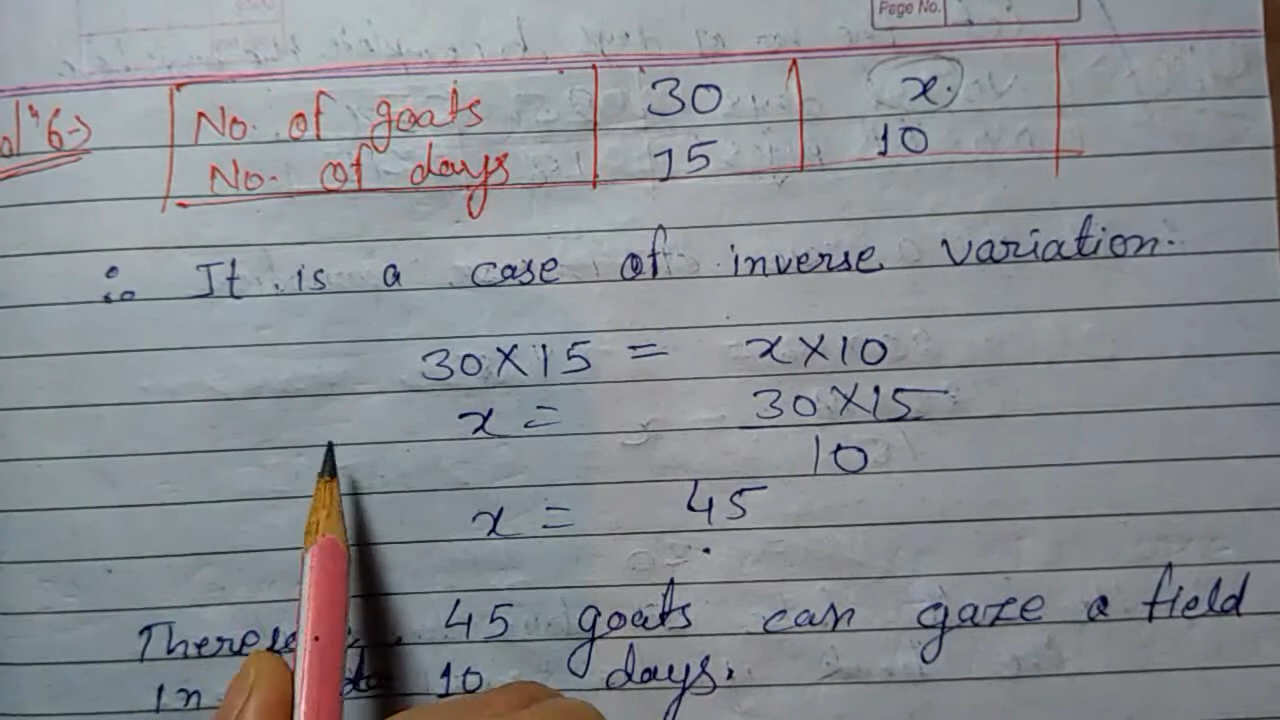 Page No.
No. of goats 30 x.
No. of days 15 10
∴ It is a case of inverse variation.
30×15 = x×10
x = 30×15
10
x = 45
45 goats can gaze a field
In 10 days.